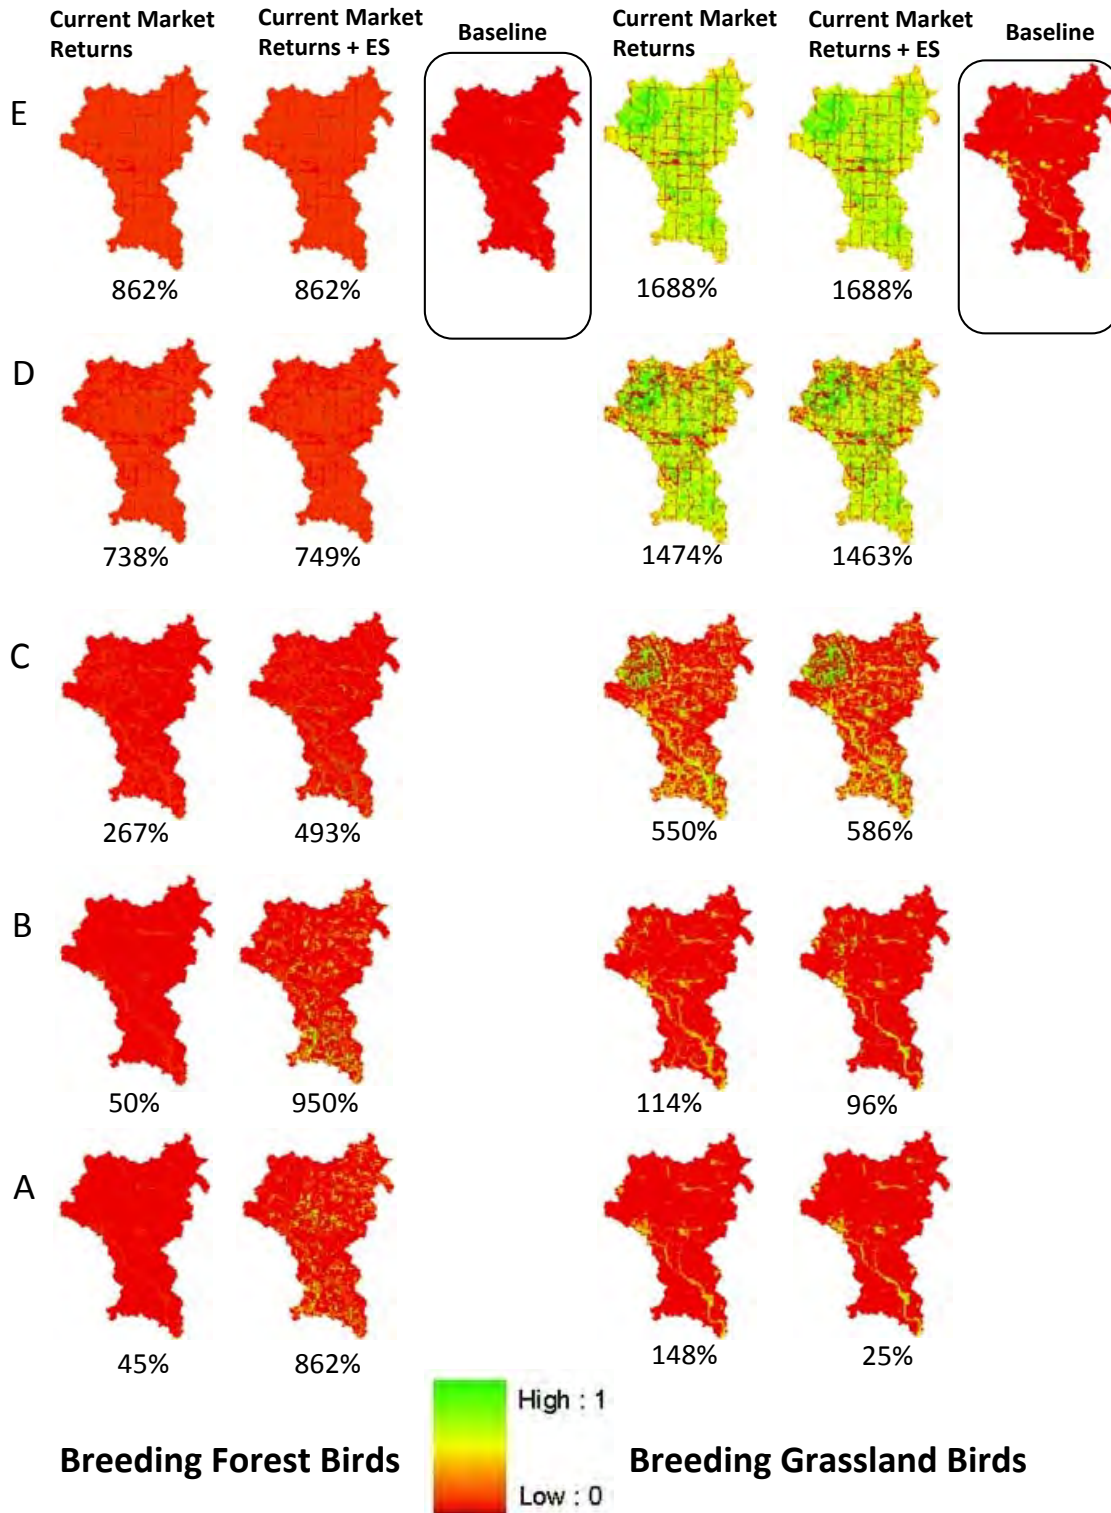 Current Market
Returns
Current Market
Returns + ES
Baseline
Current Market
Returns
Current Market
Returns + ES
Baseline
E
862%
862%
1688%
1688%
D
738%
749%
1474%
1463%
C
267%
493%
550%
586%
B
50%
950%
114%
96%
A
45%
862%
148%
25%
High : 1
Low : 0
Breeding Forest Birds
Breeding Grassland Birds